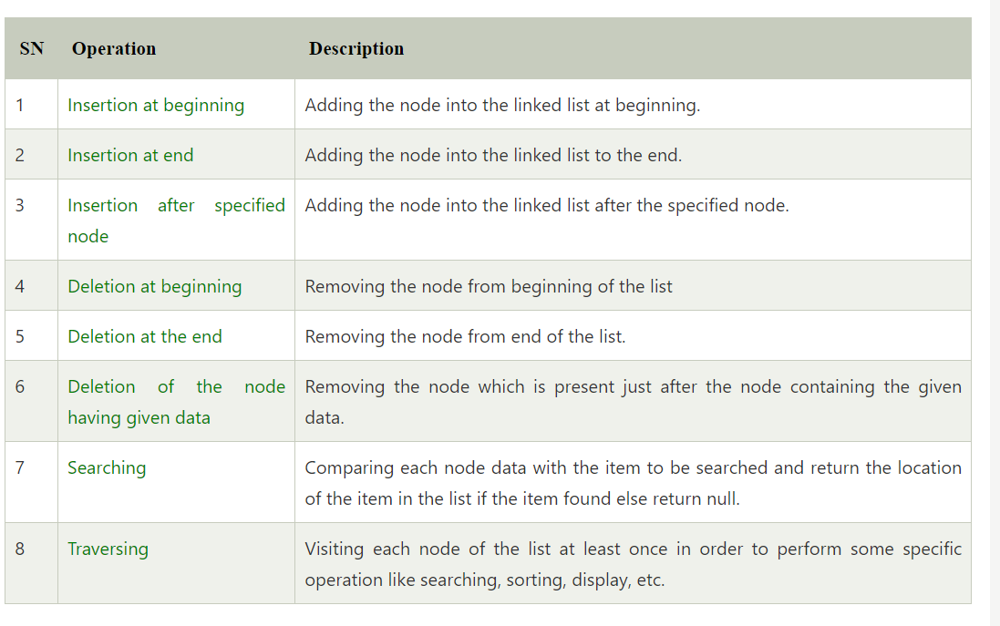 SN Operation Description
1 Insertion at beginning Adding the node into the linked list at beginning.
2 Insertion at end Adding the node into the linked list to the end.
3 Insertion after specified Adding the node into the linked list after the specified node.
node
4 Deletion at beginning Removing the node from beginning of the list
5 Deletion at the end Removing the node from end of the list.
6 Deletion of the node Removing the node which is present just after the node containing the given
having given data data.
7 Searching Comparing each node data with the item to be searched and return the location
of the item in the list if the item found else return null.
8 Traversing Visiting each node of the list at least once in order to perform some specific
operation like searching, sorting, display, etc.